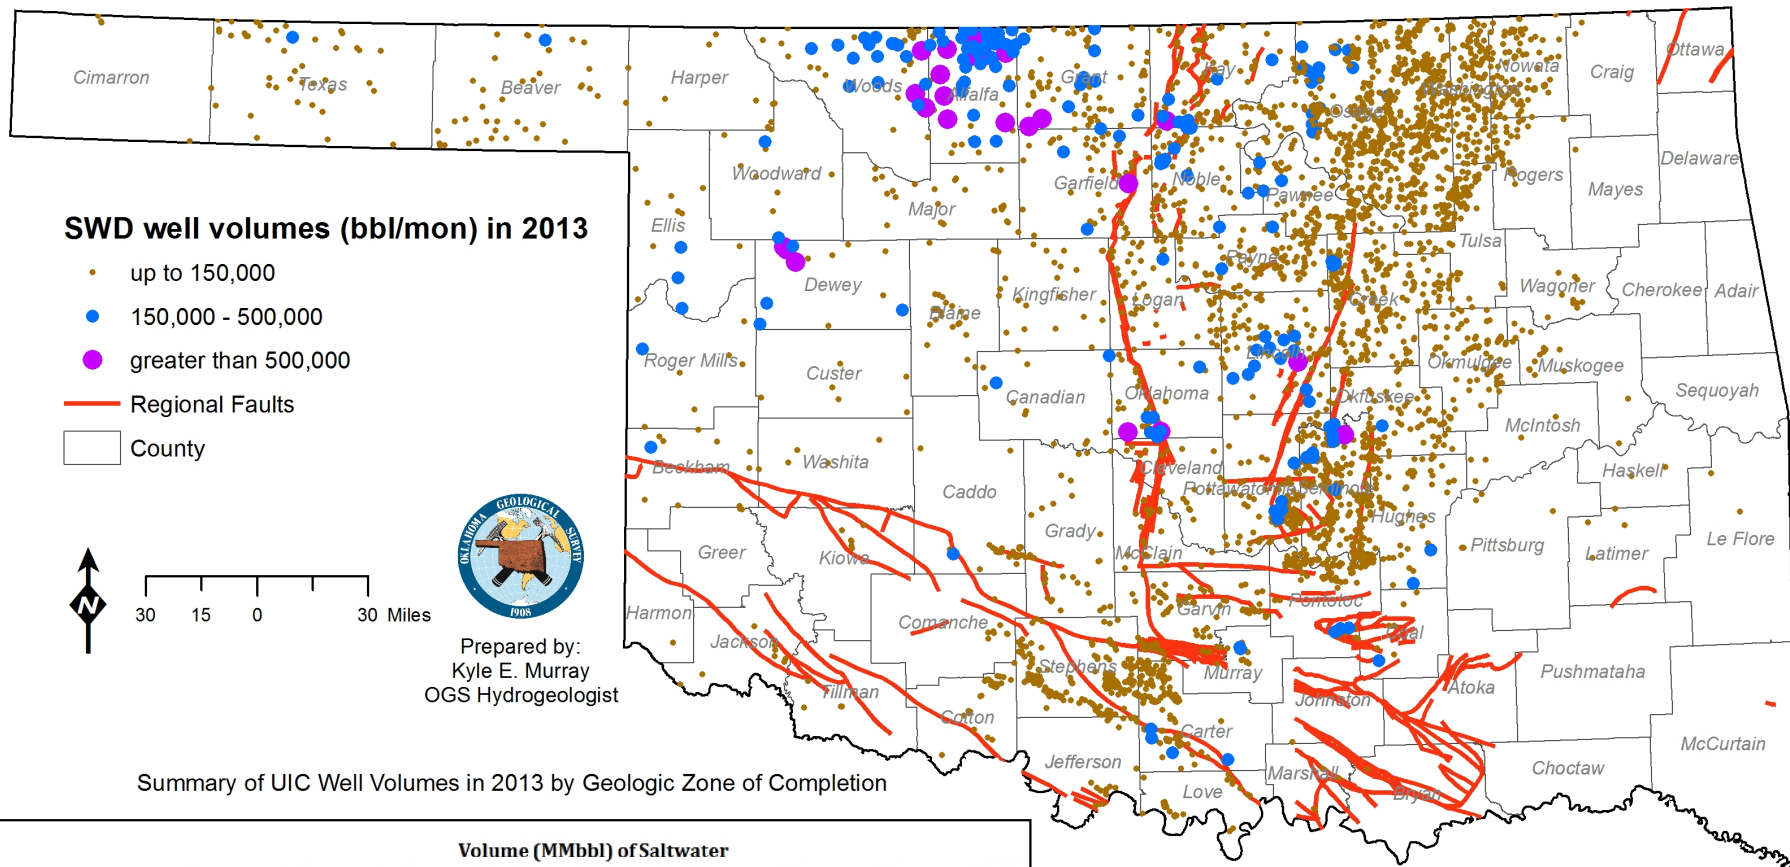 Cimarron
Texas
Beaver
Harper
Woods
Alfalfa
Grant
Kay
Osage
Washington
Nowata
Craig
Ottawa
Delaware
Woodward
Ellis
Major
Garfield
Noble
Pawnee
Rogers
Mayes
Tulsa
SWD well volumes (bbl/mon) in 2013
up to 150,000
150,000 - 500,000
greater than 500,000
Regional Faults
County
Dewey
Blaine
Kingfisher
Logan
Payne
Creek
Wagoner
Cherokee
Adair
Roger Mills
Custer
Canadian
Oklahoma
Lincoln
Okfuskee
Okmulgee
Muskogee
Sequoyah
McIntosh
Beckham
Washita
Caddo
Grady
Cleveland
Pottawatomie
Seminole
Hughes
Haskell
Pittsburg
Latimer
Le Flore
Greer
Kiowa
McClain
Harmon
Jackson
Comanche
Garvin
Pontotoc
Coal
Tillman
Stephens
Murray
Johnston
Atoka
Pushmataha
Cotton
Carter
Jefferson
Love
Marshall
Bryan
Choctaw
McCurtain
N
30 15 0 30 Miles
OKLAHOMA GEOLOGICAL SURVEY
1908
Prepared by:
Kyle E. Murray
OGS Hydrogeologist
Summary of UIC Well Volumes in 2013 by Geologic Zone of Completion
Volume (MMbbl) of Saltwater